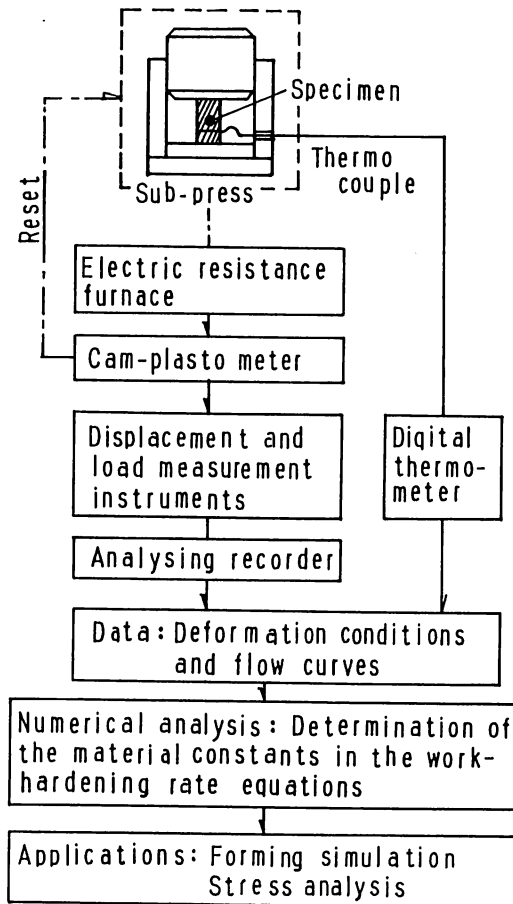 Specimen
Thermo
couple
Sub-press
Reset
Electric resistance
furnace
Cam-plasto meter
Displacement and
load measurement
instruments
Digital
thermo-
meter
Analysing recorder
Data: Deformation conditions
and flow curves
Numerical analysis: Determination of
the material constants in the work-
hardening rate equations
Applications: Forming simulation
Stress analysis